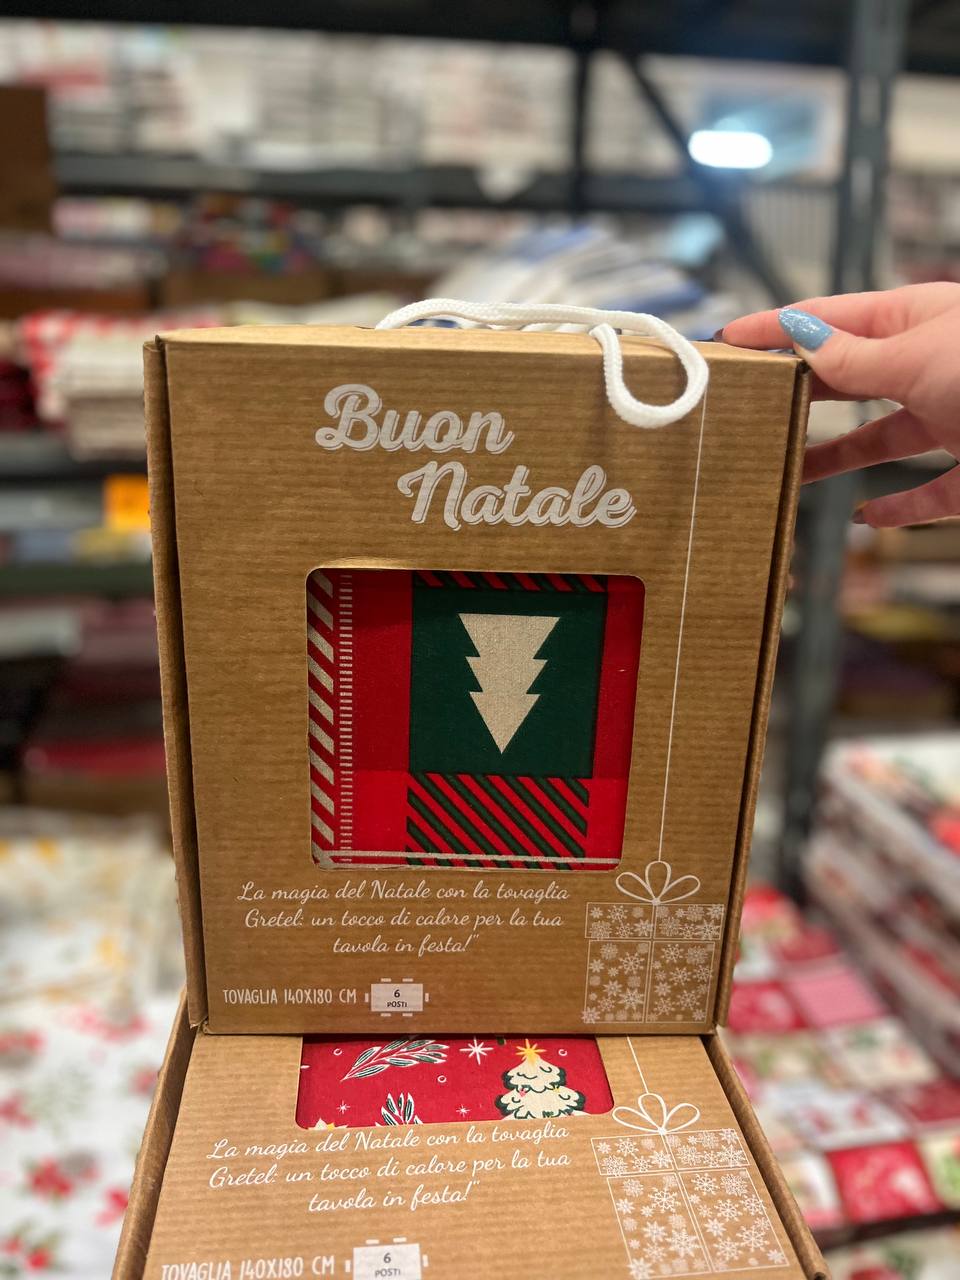 Buon
Natale
La magia del Natale con la tovaglia
Gretel: un tocco di calore per la tua
tavola in festa!"
TOVAGLIA 140X180 CM
6
POSTI
La magia del Natale con la tovaglia
Gretel: un tocco di calore per la tua
tavola in festa!"
TOVAGLIA 140X180 CM
6
POSTI